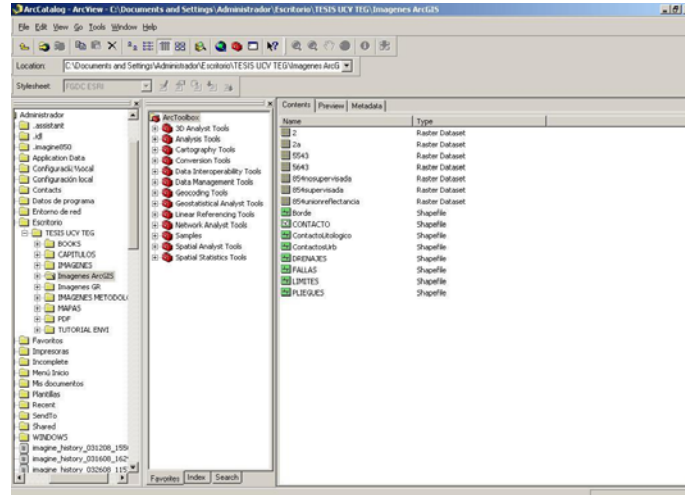 ArcCatalog - ArcView - C:\Documents and Settings\Administrador\Escritorio\TESIS UCV TEG\Imagenes ArcGIS
File Edit View Go Tools Window Help
Location: C:\Documents and Settings\Administrador\Escritorio\TESIS UCV TEG\Imagenes ArcG
Stylesheet: FGDC ESRI
Administrador
.assistant
.idl
.imagine850
Application Data
Configuració¾local
Configuración local
Contacts
Datos de programa
Entorno de red
Escritorio
TESIS UCV TEG
BOOKS
CAPITULOS
IMAGENES
Imagenes ArcGIS
Imagenes GR
IMAGENES METODOL
MAPAS
PDF
TUTORIAL ENVI
Favoritos
Impresoras
Incomplete
Menú Inicio
Mis documentos
Plantillas
Recent
SendTo
Shared
WINDOWS
imagine_history_031208_155
imagine_history_031608_162
imagine_history_032608_115
ArcToolbox
3D Analyst Tools
Analysis Tools
Cartography Tools
Conversion Tools
Data Interoperability Tools
Data Management Tools
Geocoding Tools
Geostatistical Analyst Tools
Linear Referencing Tools
Network Analyst Tools
Samples
Spatial Analyst Tools
Spatial Statistics Tools
Favorites Index Search
Contents Preview Metadata
Name Type
2 Raster Dataset
2a Raster Dataset
5543 Raster Dataset
5643 Raster Dataset
854nosupervisada Raster Dataset
854supervisada Raster Dataset
854unionreflectancia Raster Dataset
Borde Shapefile
CONTACTO Shapefile
ContactoLitologico Shapefile
ContactosUrb Shapefile
DRENAJES Shapefile
FALLAS Shapefile
LIMITES Shapefile
PLIEGUES Shapefile